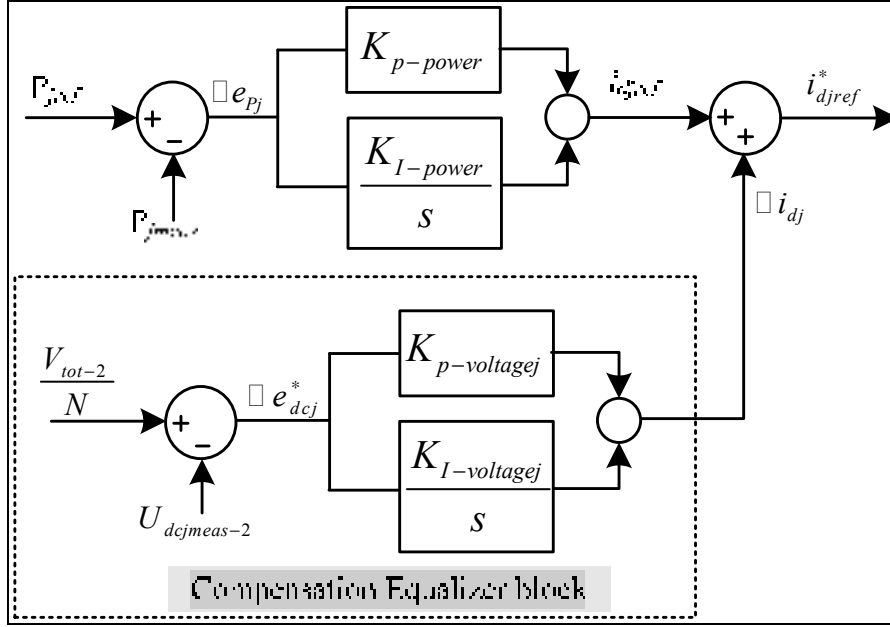 K_{p-power}
□ e_{Pj}
i^*_{djref}
+
−
K_{I-power}
s
+
+
□ i_{dj}
V_{tot-2}
N
K_{p-voltagej}
□ e^*_{dcj}
+
−
K_{I-voltagej}
s
U_{dcjmeas-2}
Compensation Equalizer block